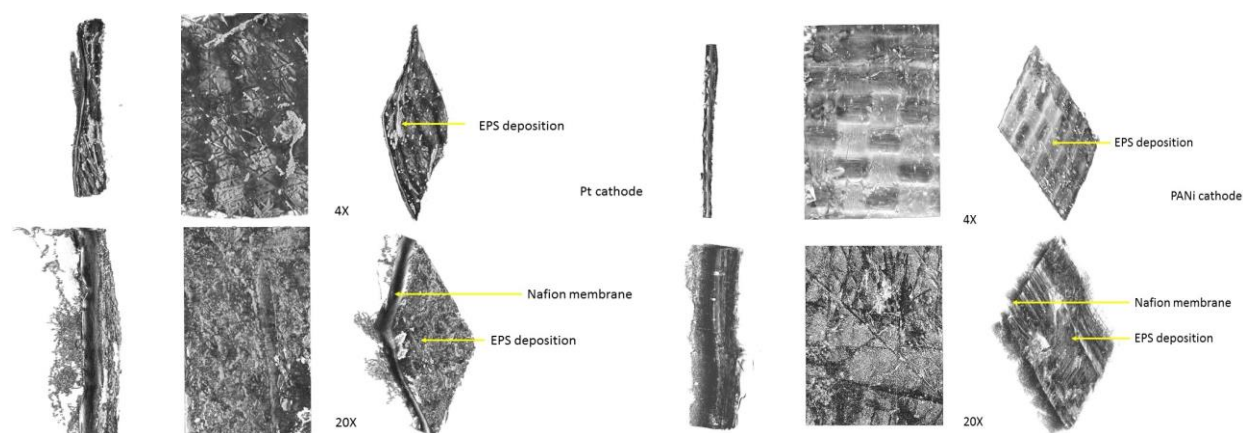 EPS deposition
Pt cathode
4X
EPS deposition
PANi cathode
4X
Nafion membrane
EPS deposition
20X
Nafion membrane
EPS deposition
20X